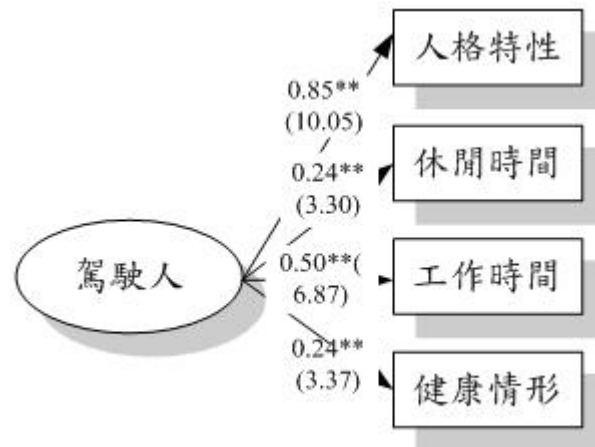 人格特性
0.85**
(10.05)
休閒時間
0.24**
(3.30)
駕駛人
0.50**(
6.87)
工作時間
0.24**
(3.37)
健康情形